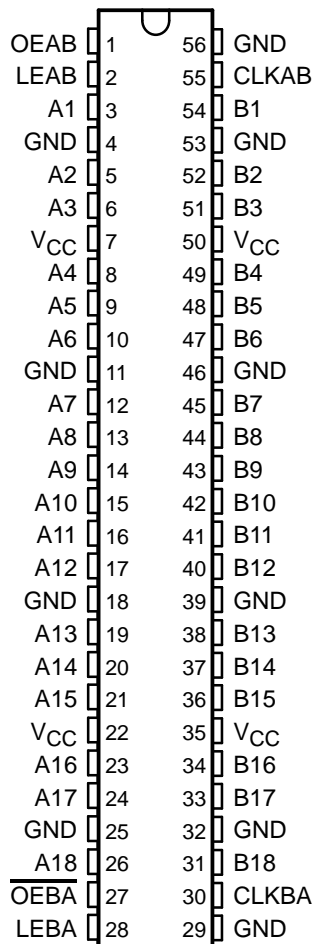 OEAB 1 56 GND
LEAB 2 55 CLKAB
A1 3 54 B1
GND 4 53 GND
A2 5 52 B2
A3 6 51 B3
VCC 7 50 VCC
A4 8 49 B4
A5 9 48 B5
A6 10 47 B6
GND 11 46 GND
A7 12 45 B7
A8 13 44 B8
A9 14 43 B9
A10 15 42 B10
A11 16 41 B11
A12 17 40 B12
GND 18 39 GND
A13 19 38 B13
A14 20 37 B14
A15 21 36 B15
VCC 22 35 VCC
A16 23 34 B16
A17 24 33 B17
GND 25 32 GND
A18 26 31 B18
O̅E̅B̅A̅ 27 30 CLKBA
LEBA 28 29 GND